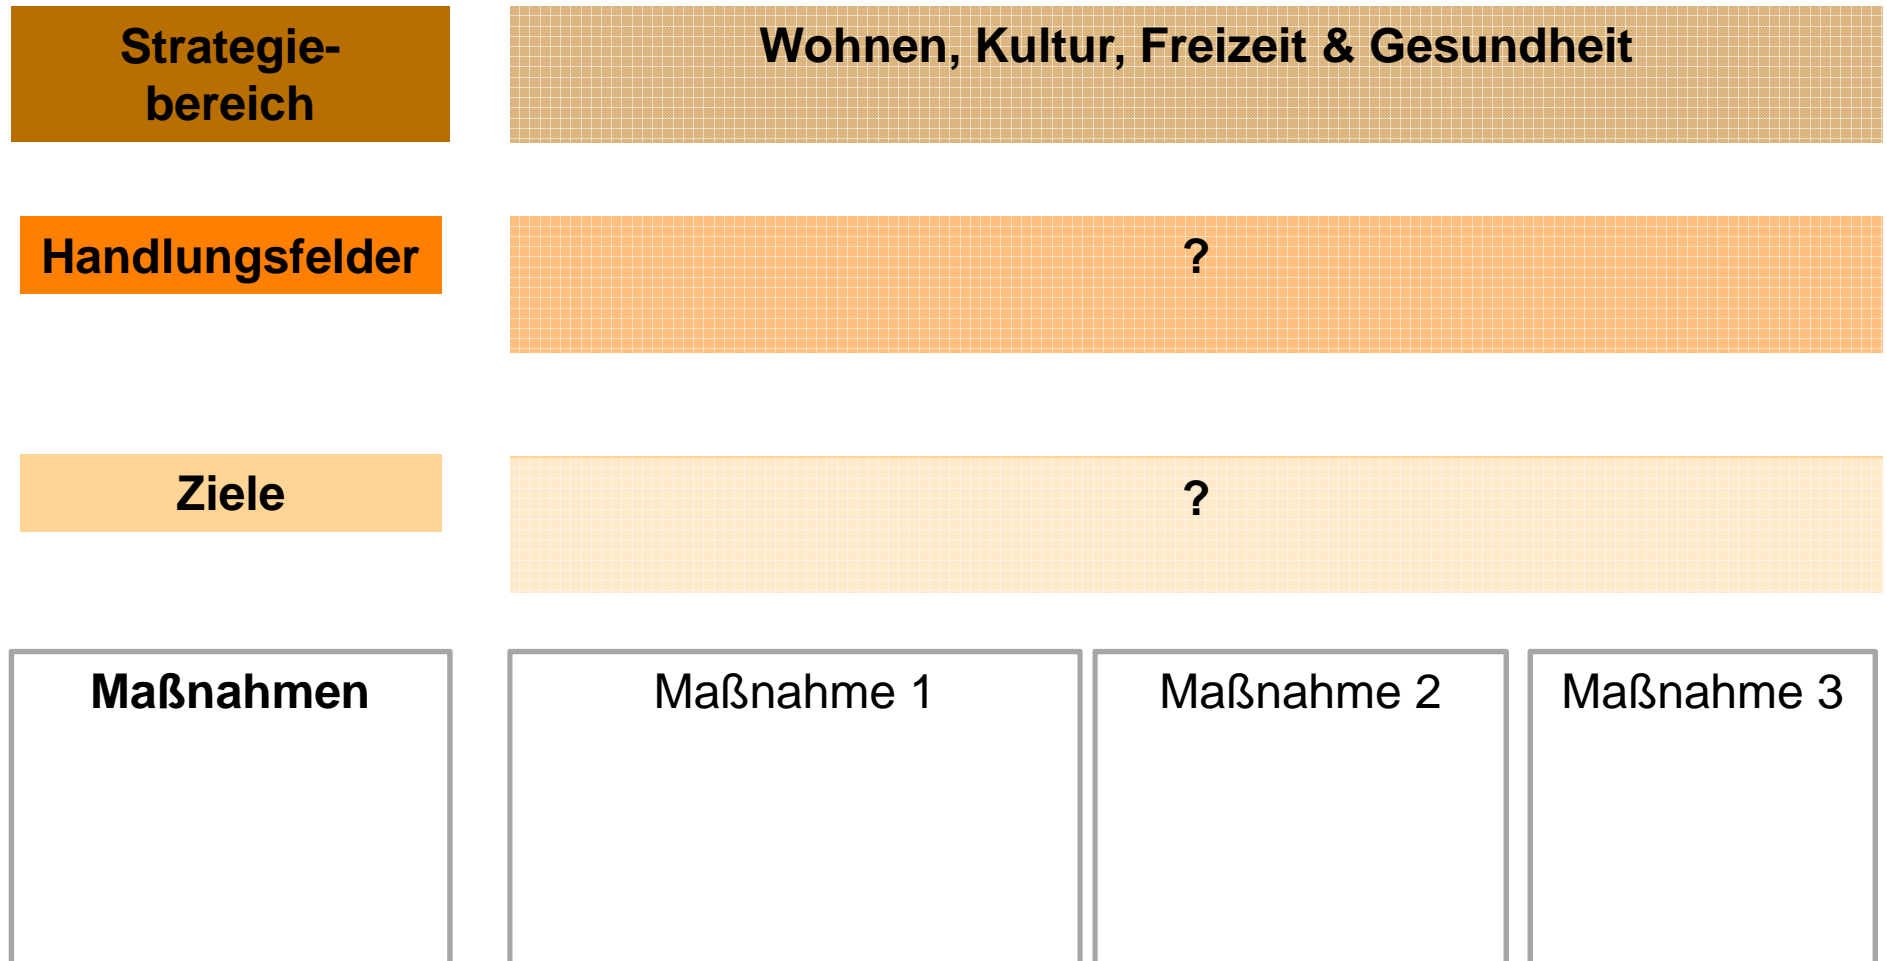 Strategie-
bereich
Wohnen, Kultur, Freizeit & Gesundheit
Handlungsfelder
?
Ziele
?
Maßnahmen
Maßnahme 1
Maßnahme 2
Maßnahme 3